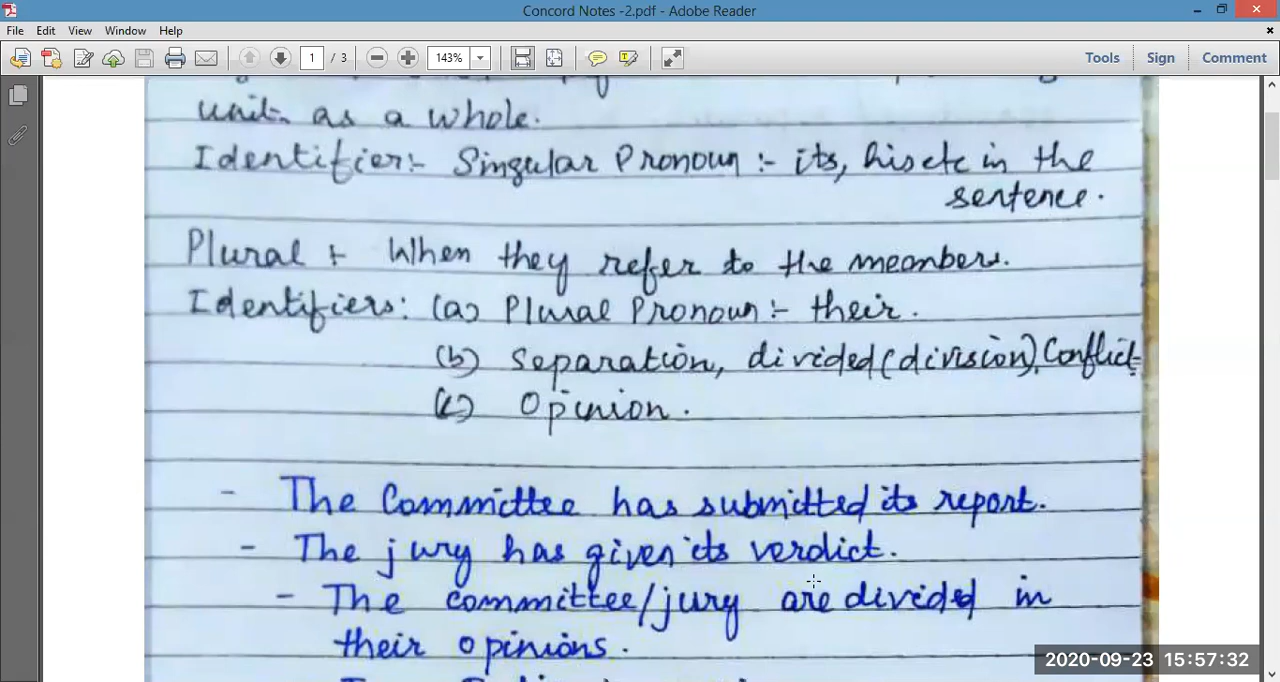 Concord Notes -2.pdf - Adobe Reader
File Edit View Window Help
1 / 3 143% Tools Sign Comment
unit as a whole.
Identifier:- Singular Pronoun :- its, his etc in the
sentence.
Plural + When they refer to the members.
Identifiers: (a) Plural Pronoun :- their.
(b) Separation, divided (division), Conflict
(c) Opinion.
- The Committee has submitted its report.
- The jury has given its verdict.
- The committee/jury are divided in
their opinions.
2020-09-23 15:57:32